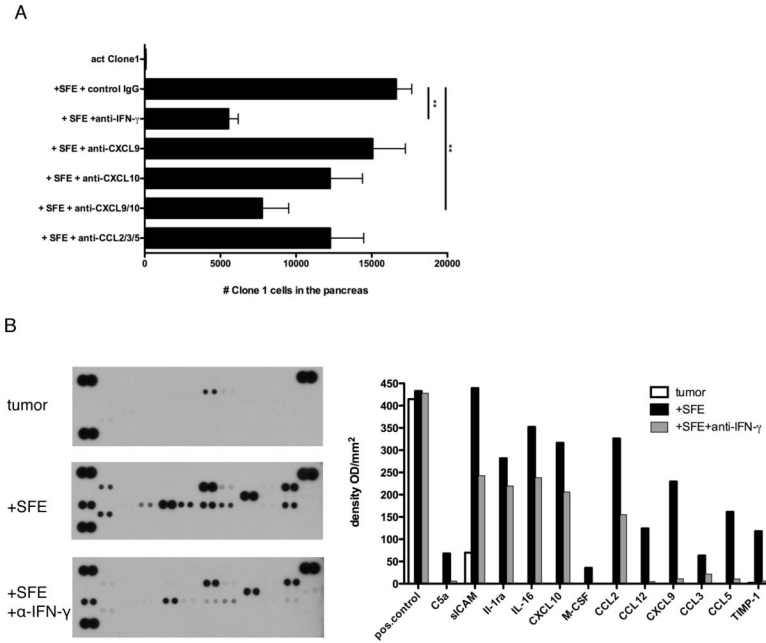 A
act Clone1
+SFE + control IgG
+ SFE +anti-IFN-γ
+ SFE + anti-CXCL9
+ SFE + anti-CXCL10
+ SFE + anti-CXCL9/10
+ SFE + anti-CCL2/3/5
**
**
0 5000 10000 15000 20000
# Clone 1 cells in the pancreas
B
tumor
+SFE
+SFE
+α-IFN-γ
density OD/mm²
450
400
350
300
250
200
150
100
50
0
tumor
+SFE
+SFE+anti-IFN-γ
pos.control
C5a
sICAM
Il-1ra
IL-16
CXCL10
M-CSF
CCL2
CCL12
CXCL9
CCL3
CCL5
TIMP-1